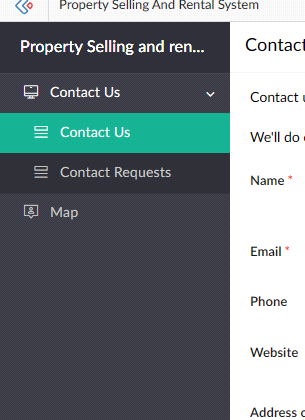 Property Selling And Rental System
Property Selling and ren...
Contact Us
Contact Us
Contact Requests
Map
Contact
Contact
We'll do
Name *
Email *
Phone
Website
Address